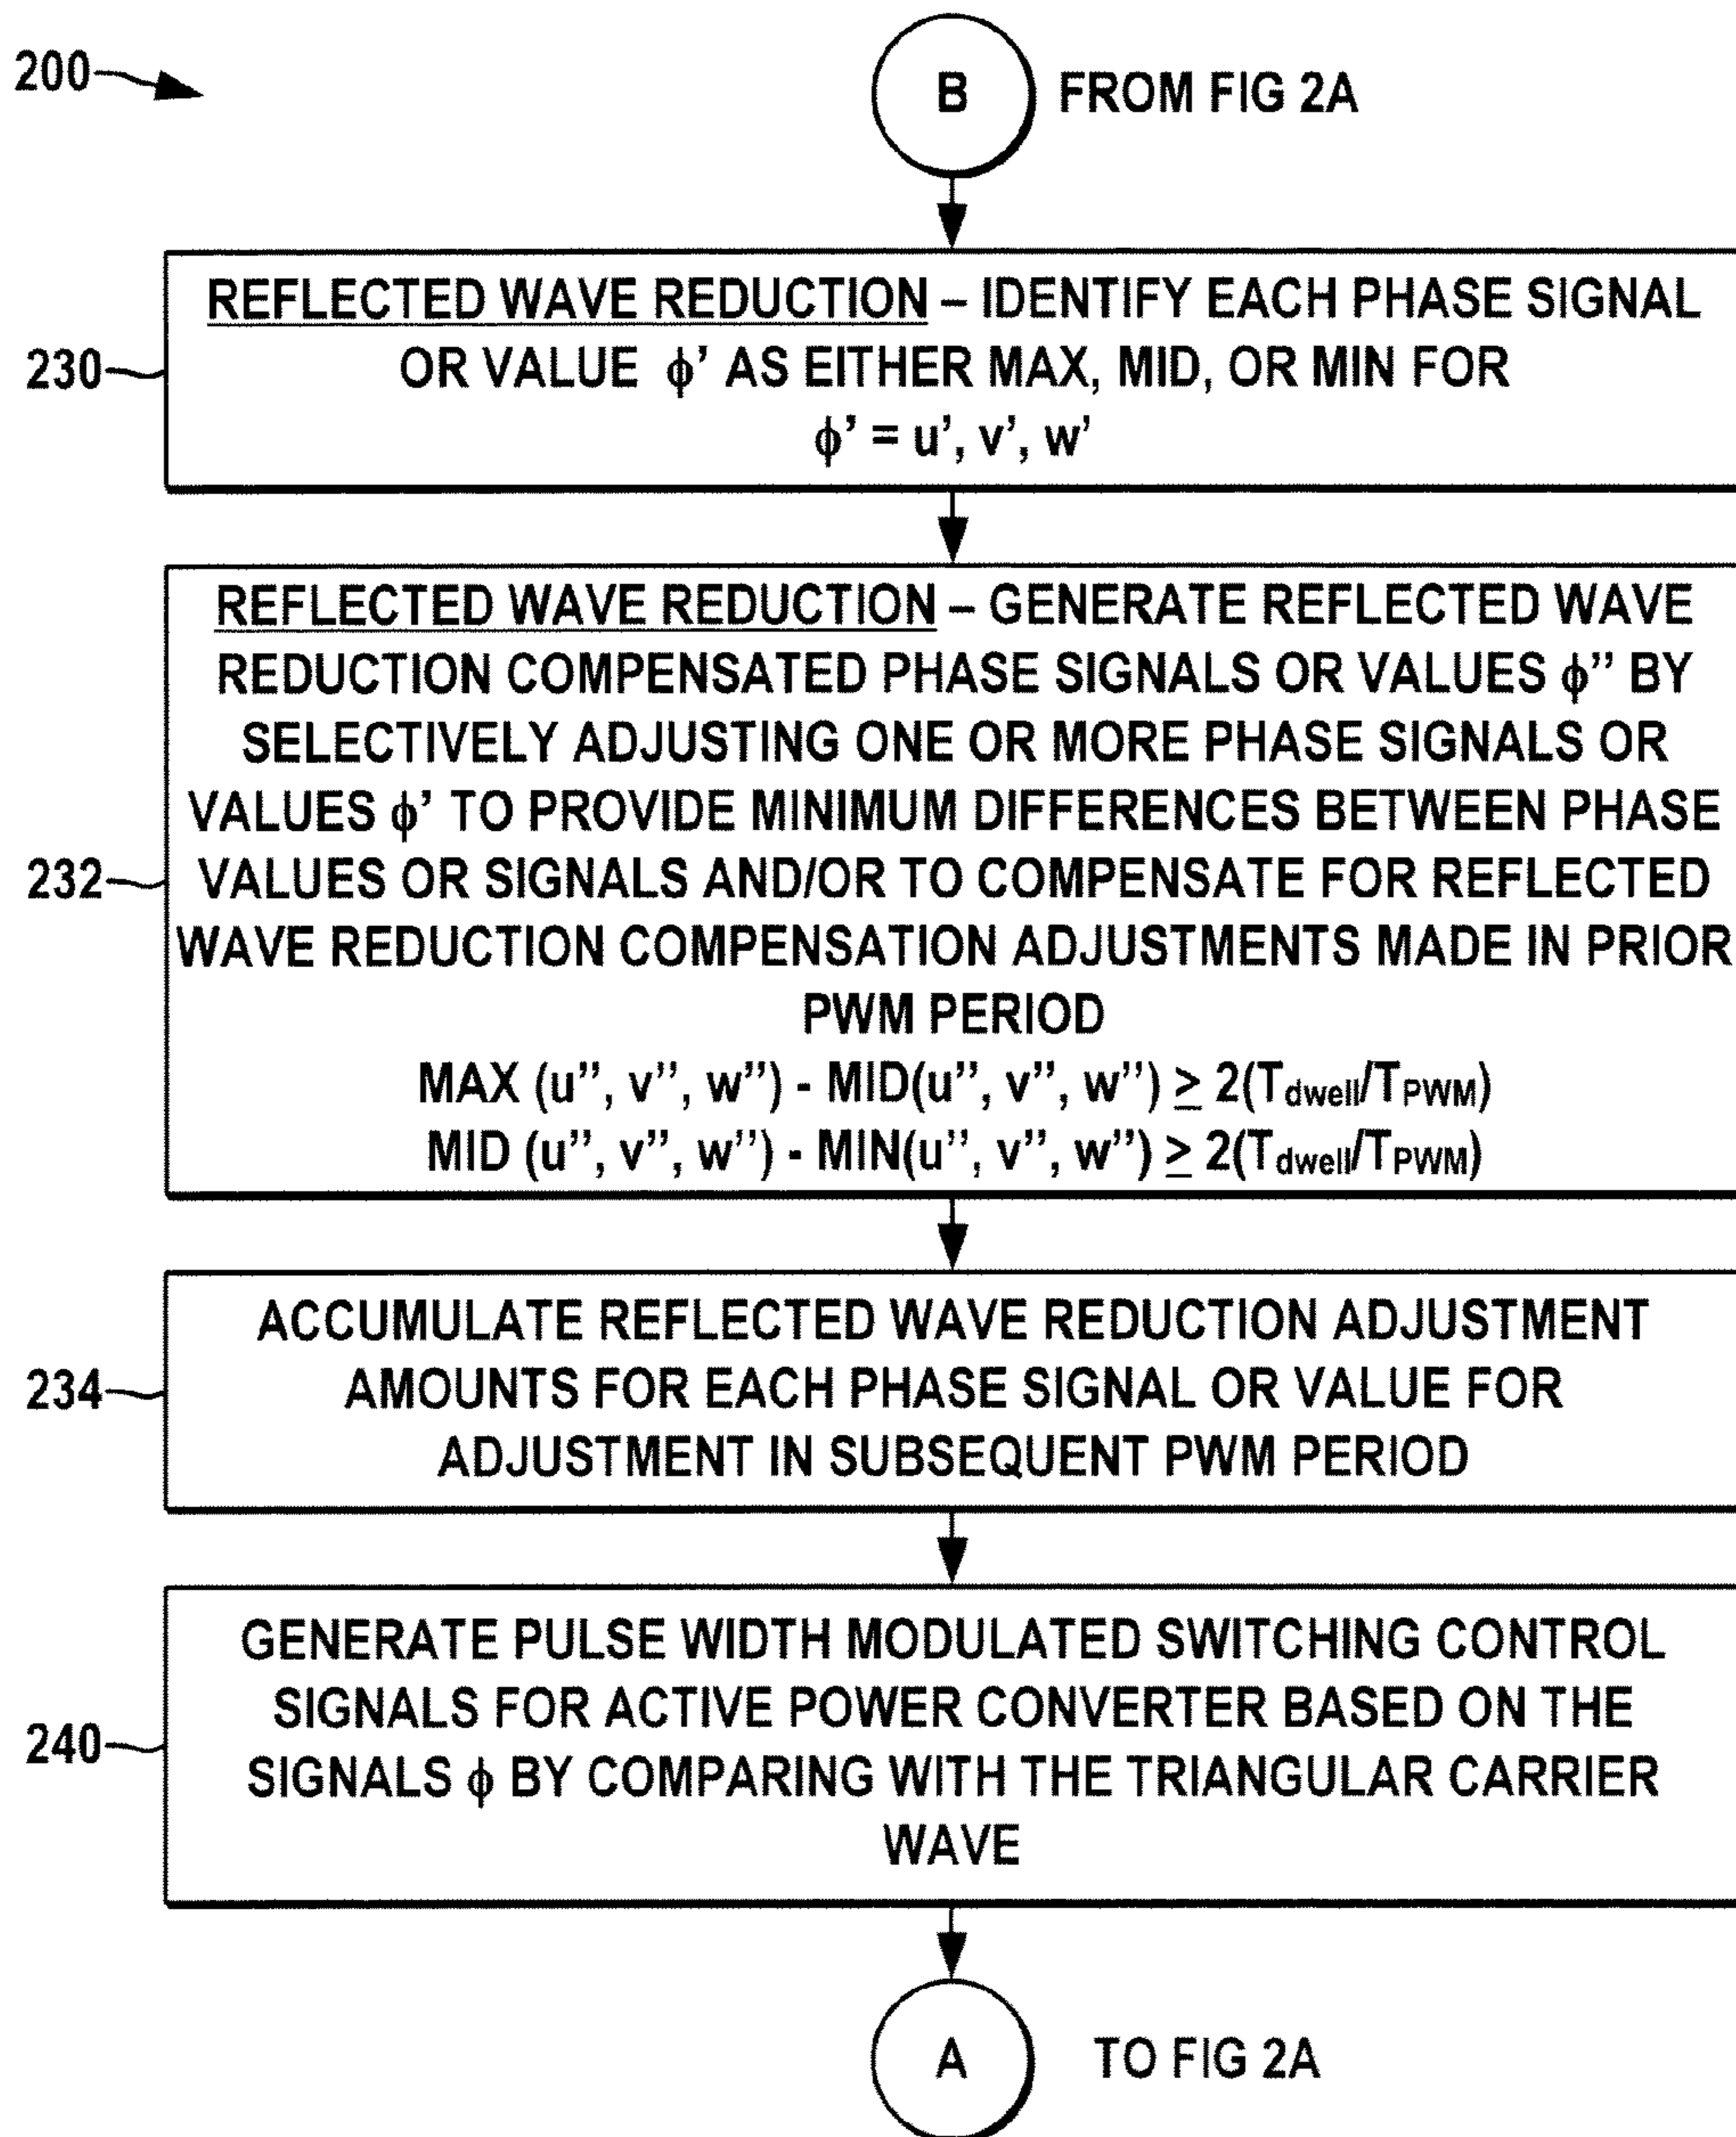 200
B FROM FIG 2A
REFLECTED WAVE REDUCTION – IDENTIFY EACH PHASE SIGNAL
OR VALUE ϕ’ AS EITHER MAX, MID, OR MIN FOR
ϕ’ = u’, v’, w’
230
REFLECTED WAVE REDUCTION – GENERATE REFLECTED WAVE
REDUCTION COMPENSATED PHASE SIGNALS OR VALUES ϕ’’ BY
SELECTIVELY ADJUSTING ONE OR MORE PHASE SIGNALS OR
VALUES ϕ’ TO PROVIDE MINIMUM DIFFERENCES BETWEEN PHASE
VALUES OR SIGNALS AND/OR TO COMPENSATE FOR REFLECTED
WAVE REDUCTION COMPENSATION ADJUSTMENTS MADE IN PRIOR
PWM PERIOD
MAX (u’’, v’’, w’’) - MID(u’’, v’’, w’’) ≥ 2(Tdwell/TPWM)
MID (u’’, v’’, w’’) - MIN(u’’, v’’, w’’) ≥ 2(Tdwell/TPWM)
232
ACCUMULATE REFLECTED WAVE REDUCTION ADJUSTMENT
AMOUNTS FOR EACH PHASE SIGNAL OR VALUE FOR
ADJUSTMENT IN SUBSEQUENT PWM PERIOD
234
GENERATE PULSE WIDTH MODULATED SWITCHING CONTROL
SIGNALS FOR ACTIVE POWER CONVERTER BASED ON THE
SIGNALS ϕ BY COMPARING WITH THE TRIANGULAR CARRIER
WAVE
240
A TO FIG 2A